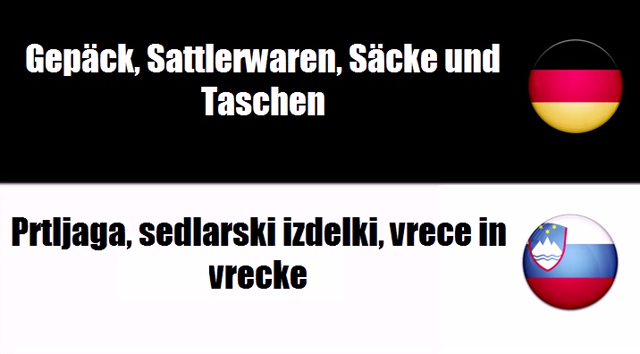 Gepäck, Sattlerwaren, Säcke und
Taschen
Prtljaga, sedlarski izdelki, vrece in
vrecke